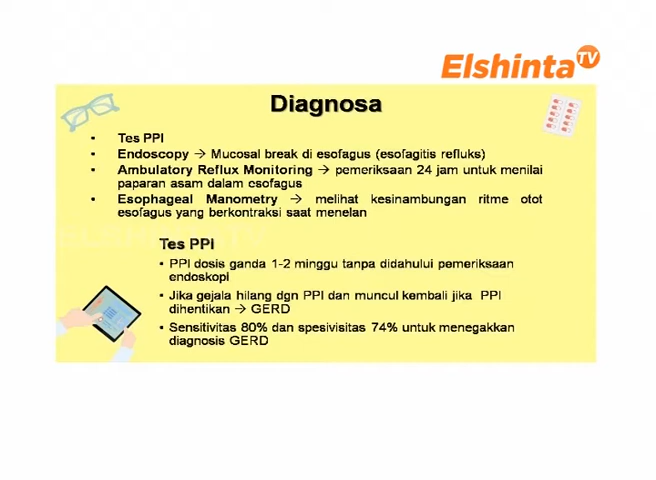 Elshinta TV
Diagnosa
• Tes PPI
• Endoscopy → Mucosal break di esofagus (esofagitis refluks)
• Ambulatory Reflux Monitoring → pemeriksaan 24 jam untuk menilai
paparan asam dalam esofagus
• Esophageal Manometry → melihat kesinambungan ritme otot
esofagus yang berkontraksi saat menelan
Tes PPI
• PPI dosis ganda 1-2 minggu tanpa didahului pemeriksaan
endoskopi
• Jika gejala hilang dgn PPI dan muncul kembali jika PPI
dihentikan → GERD
• Sensitivitas 80% dan spesivisitas 74% untuk menegakkan
diagnosis GERD